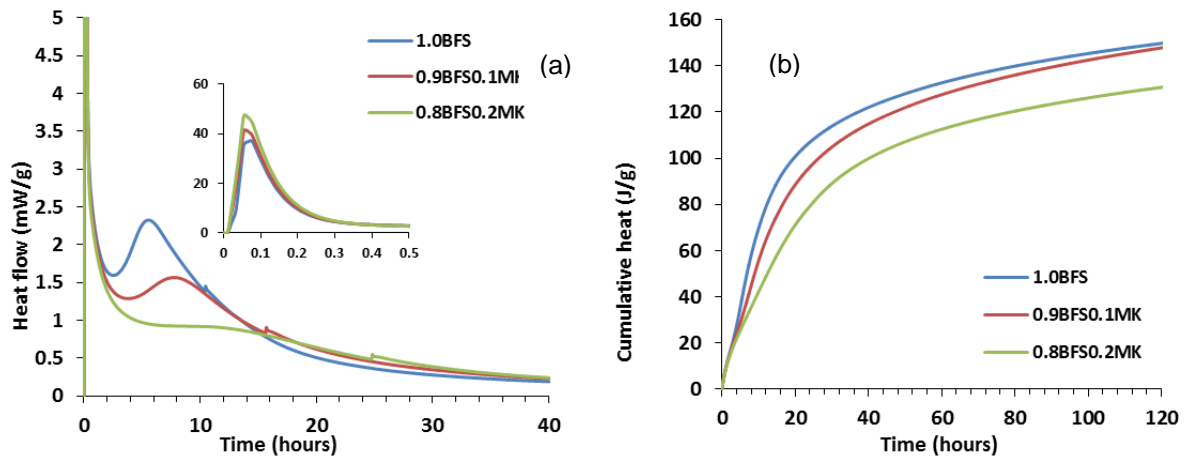 5
4.5
4
3.5
3
2.5
2
1.5
1
0.5
0
Heat flow (mW/g)
0 10 20 30 40
Time (hours)
1.0BFS
0.9BFS0.1MK
0.8BFS0.2MK
(a)
60
40
20
0
0 0.1 0.2 0.3 0.4 0.5
160
140
120
100
80
60
40
20
0
Cumulative heat (J/g)
0 20 40 60 80 100 120
Time (hours)
(b)
1.0BFS
0.9BFS0.1MK
0.8BFS0.2MK